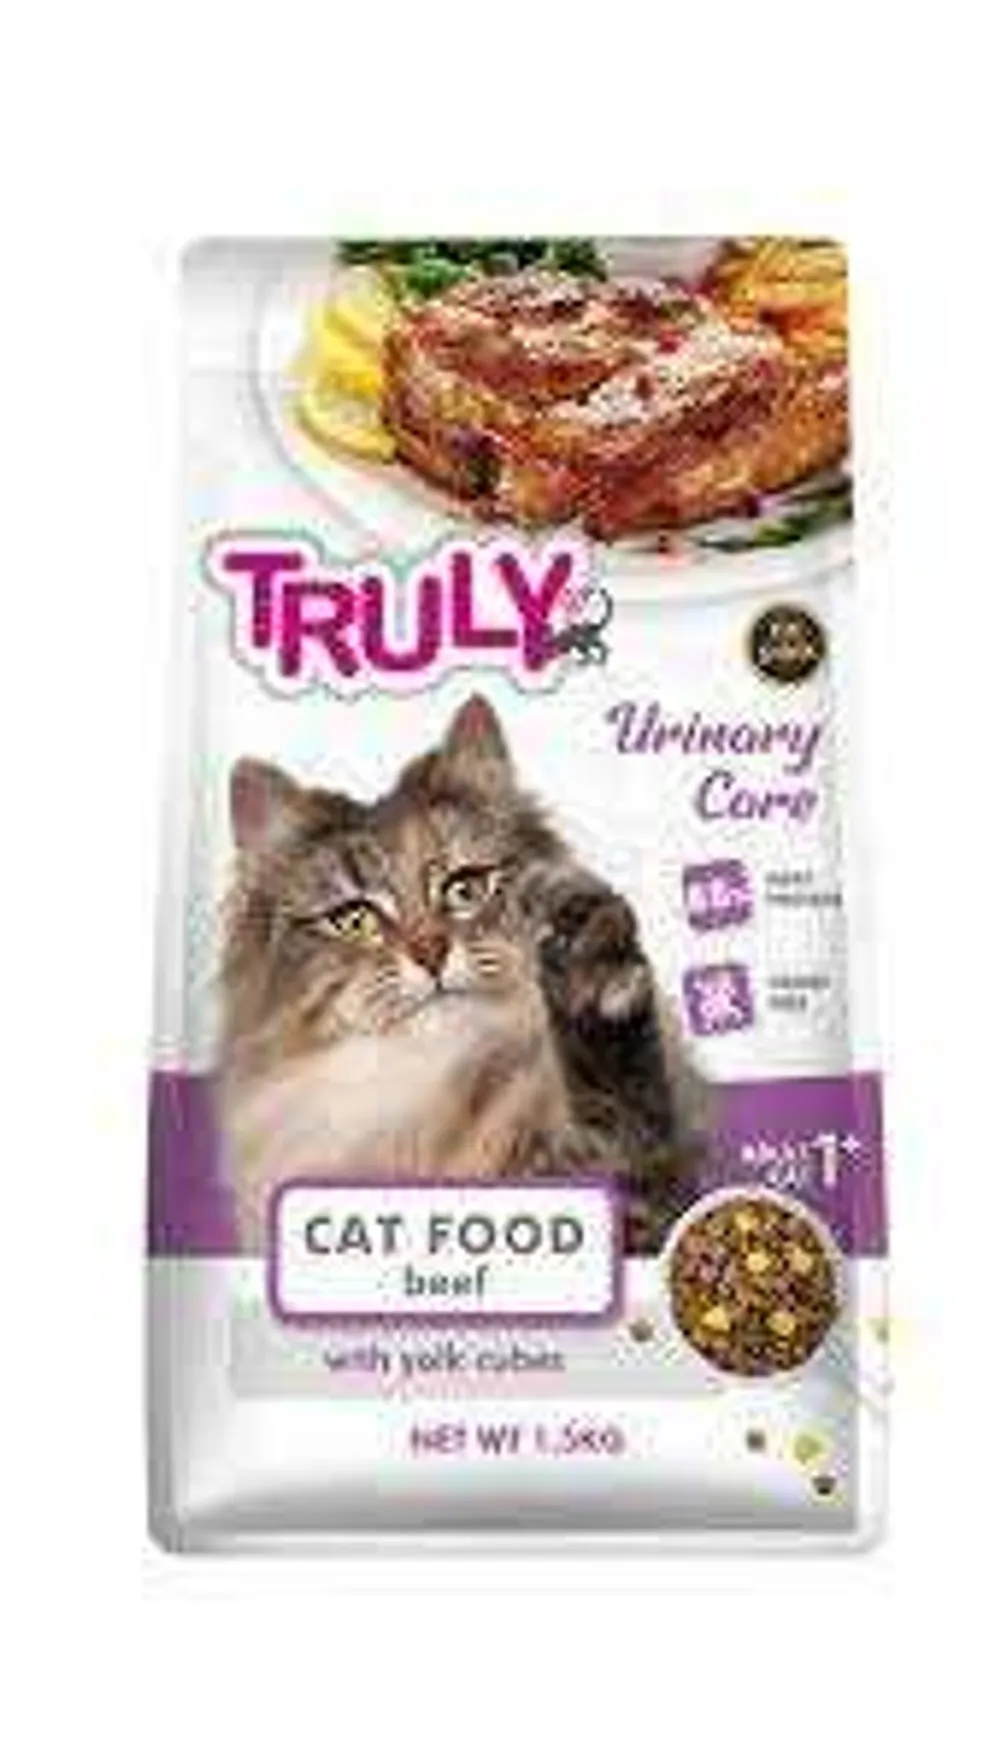 TRULY
Urinary
Care
ADULT 1+
CAT
CAT FOOD
beef
with yolk cubes
NET WT 1.5KG